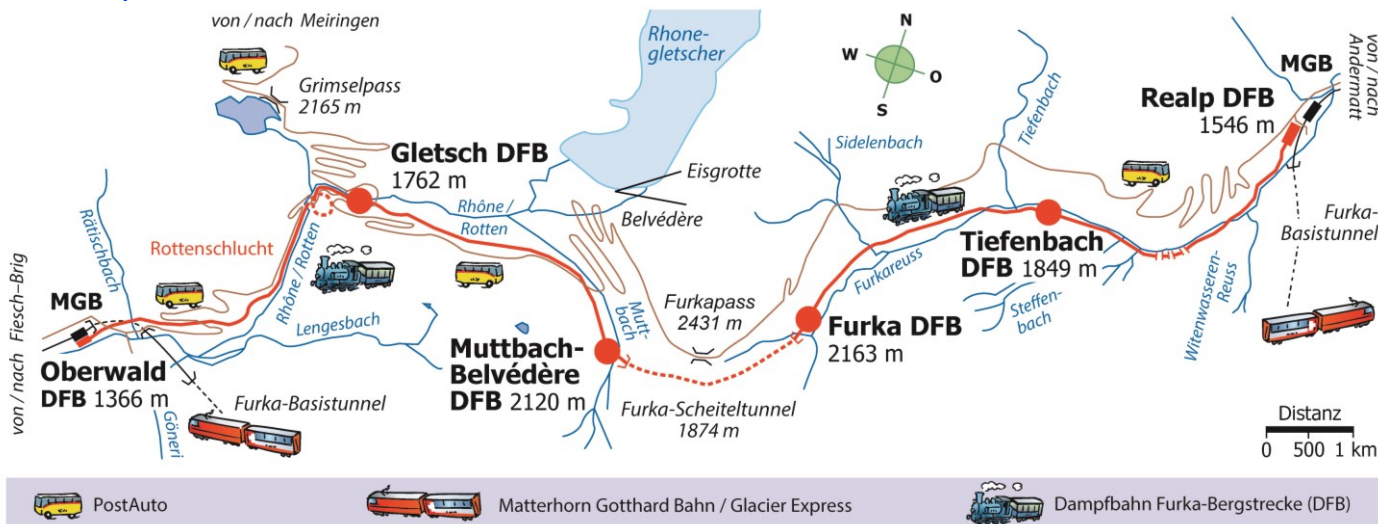 von / nach Meiringen
Grimselpass
2165 m
Rhone-
gletscher
N
W
O
S
Gletsch DFB
1762 m
Eisgrotte
Belvédère
Sidelenbach
Tiefenbach
MGB
von / nach
Andermatt
Realp DFB
1546 m
Rätischbach
Rottenschlucht
Rhône / Rotten
Rhône /
Rotten
MGB
von / nach Fiesch–Brig
Oberwald
DFB 1366 m
Lengesbach
Göneri
Furka-Basistunnel
Mutt-
bach
Muttbach-
Belvédère
DFB 2120 m
Furkapass
2431 m
Furka-Scheiteltunnel
1874 m
Furka DFB
2163 m
Furkareuss
Tiefenbach
DFB 1849 m
Steffen-
bach
Witenwasseren-
Reuss
Furka-
Basistunnel
Distanz
0 500 1 km
PostAuto
Matterhorn Gotthard Bahn / Glacier Express
Dampfbahn Furka-Bergstrecke (DFB)